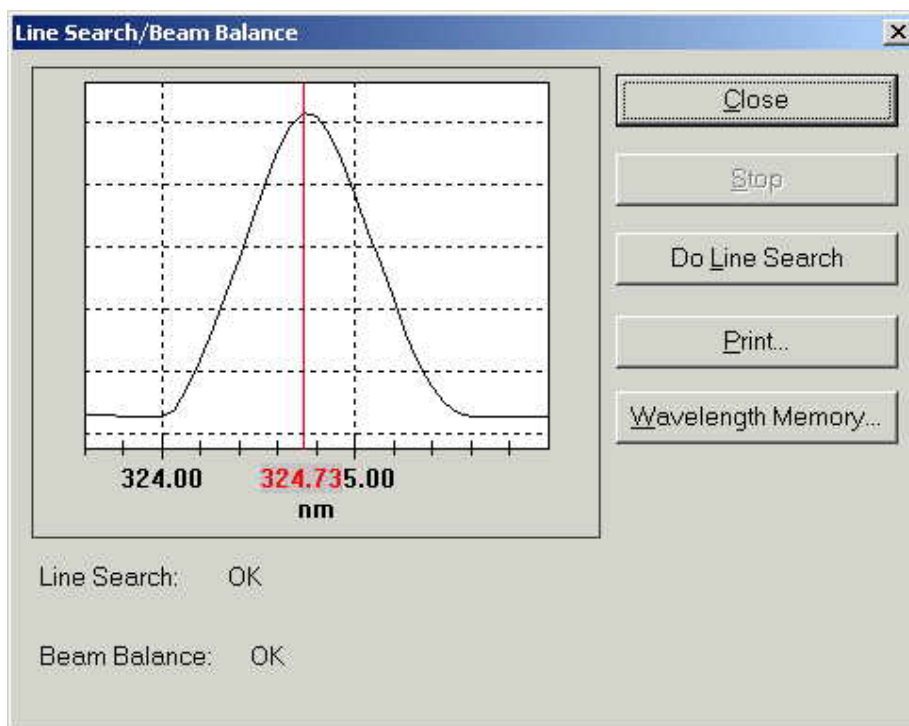 Line Search/Beam Balance
Close
Stop
Do Line Search
Print...
Wavelength Memory...
324.00 324.735.00
nm
Line Search: OK
Beam Balance: OK